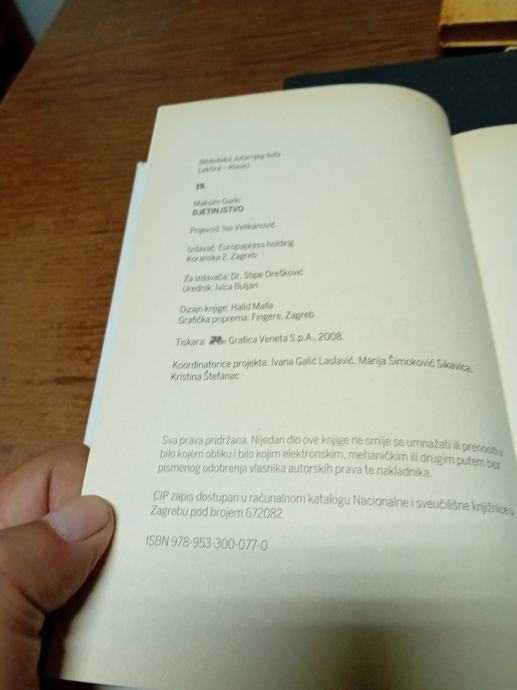 Biblioteka Jutarnjeg lista
Lektira – klasici
19.
Maksim Gorki
DJETINJSTVO
Prijevod: Iso Velikanović
Izdavač: Europapress holding
Koranska 2, Zagreb
Za izdavača: Dr. Stipe Orešković
Urednik: Ivica Buljan
Dizajn knjige: Halid Malla
Grafička priprema: Fingere, Zagreb
Tiskara: Grafica Veneta S.p.A., 2008.
Koordinatorice projekta: Ivana Galić Laslavić, Marija Šimoković Sikavica,
Kristina Štefanac
Sva prava pridržana. Nijedan dio ove knjige ne smije se umnažati ili prenositi u
bilo kojem obliku i bilo kojim elektronskim, mehaničkim ili drugim putem bez
pismenog odobrenja vlasnika autorskih prava te nakladnika.
CIP zapis dostupan u računalnom katalogu Nacionalne i sveučilišne knjižnice u
Zagrebu pod brojem 672082.
ISBN 978-953-300-077-0